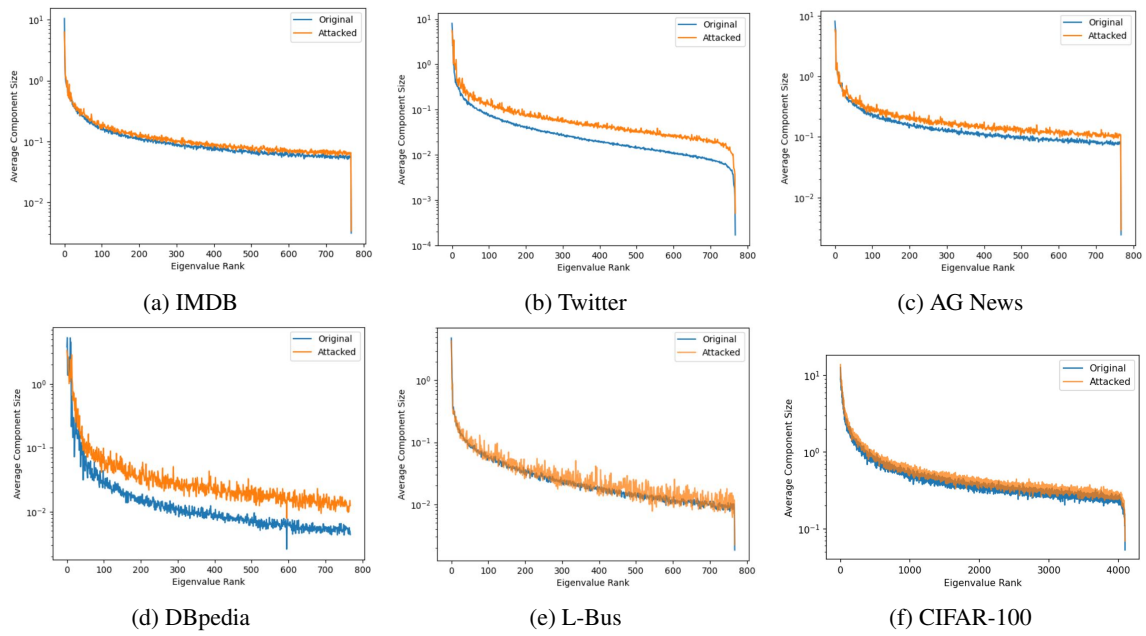 Original
Attacked
10¹
10⁰
10⁻¹
10⁻²
Average Component Size
0 100 200 300 400 500 600 700 800
Eigenvalue Rank
(a) IMDB
Original
Attacked
10¹
10⁰
10⁻¹
10⁻²
10⁻³
10⁻⁴
Average Component Size
0 100 200 300 400 500 600 700 800
Eigenvalue Rank
(b) Twitter
Original
Attacked
10¹
10⁰
10⁻¹
10⁻²
Average Component Size
0 100 200 300 400 500 600 700 800
Eigenvalue Rank
(c) AG News
Original
Attacked
10⁰
10⁻¹
10⁻²
Average Component Size
0 100 200 300 400 500 600 700 800
Eigenvalue Rank
(d) DBpedia
Original
Attacked
10⁰
10⁻¹
10⁻²
Average Component Size
0 100 200 300 400 500 600 700 800
Eigenvalue Rank
(e) L-Bus
Original
Attacked
10¹
10⁰
10⁻¹
Average Component Size
0 1000 2000 3000 4000
Eigenvalue Rank
(f) CIFAR-100